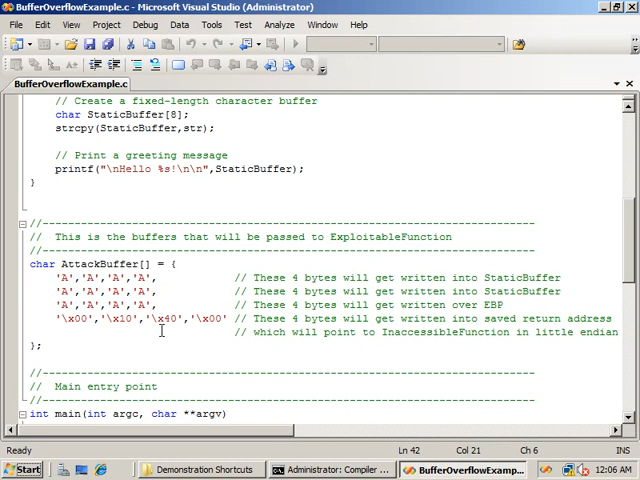 BufferOverflowExample - Microsoft Visual Studio (Administrator)
File Edit View Project Debug Data Tools Test Analyze Window Help
BufferOverflowExample.c
// Create a fixed-length character buffer
char StaticBuffer[8];
strcpy(StaticBuffer,str);
// Print a greeting message
printf("\nHello %s!\n\n",StaticBuffer);
}
//--------------------------------------------------------------------------
// This is the buffers that will be passed to ExploitableFunction
//--------------------------------------------------------------------------
char AttackBuffer[] = {
'A','A','A','A', // These 4 bytes will get written into StaticBuffer
'A','A','A','A', // These 4 bytes will get written into StaticBuffer
'A','A','A','A', // These 4 bytes will get written over EBP
'\x00','\x10','\x40','\x00' // These 4 bytes will get written into saved return address
// which will point to InaccessibleFunction in little endian
};
//--------------------------------------------------------------------------
// Main entry point
//--------------------------------------------------------------------------
int main(int argc, char **argv)
Ready Ln 42 Col 21 Ch 6 INS
Start Demonstration Shortcuts Administrator: Compiler ... BufferOverflowExam... 12:06 AM